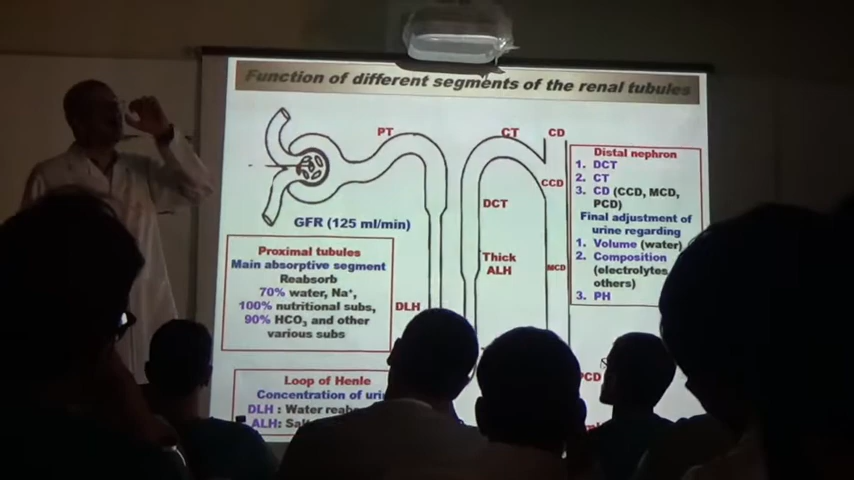 Function of different segments of the renal tubules
PT
CT
CD
CCD
DCT
GFR (125 ml/min)
Thick
ALH
MCD
DLH
PCD
Proximal tubules
Main absorptive segment
Reabsorb
70% water, Na⁺,
100% nutritional subs,
90% HCO₃ and other
various subs
Distal nephron
1. DCT
2. CT
3. CD (CCD, MCD,
PCD)
Final adjustment of
urine regarding
1. Volume (water)
2. Composition
(electrolytes,
others)
3. PH
Loop of Henle
Concentration of
DLH : Water
ALH: